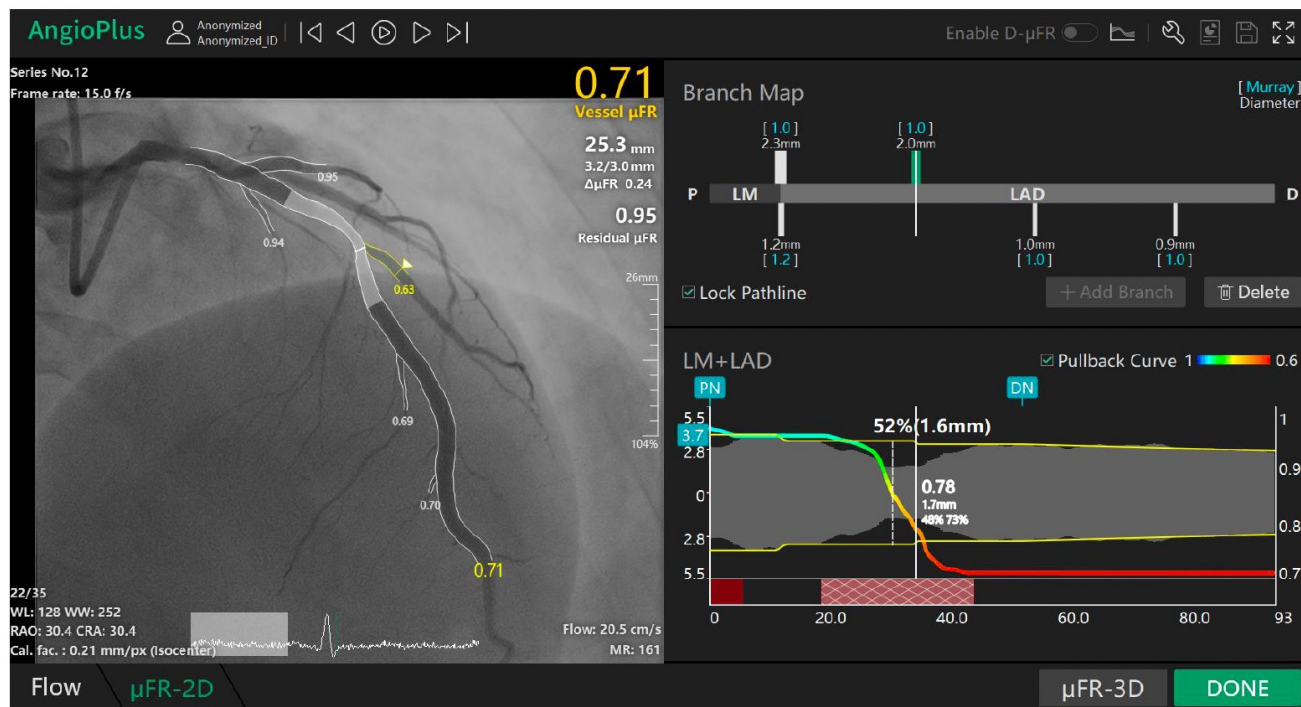 AngioPlus
Anonymized
Anonymized_ID
Enable D-μFR
Series No.12
Frame rate: 15.0 f/s
0.71
Vessel μFR
25.3 mm
3.2/3.0 mm
ΔμFR 0.24
0.95
Residual μFR
0.95
0.94
0.63
26mm
0.69
104%
0.70
0.71
22/35
WL: 128 WW: 252
RAO: 30.4 CRA: 30.4
Cal. fac. : 0.21 mm/px (Isocenter)
Flow: 20.5 cm/s
MR: 161
Branch Map
[ Murray ]
Diameter
[ 1.0 ] [ 1.0 ]
2.3mm 2.0mm
P LM LAD D
1.2mm 1.0mm 0.9mm
[ 1.2 ] [ 1.0 ] [ 1.0 ]
Lock Pathline + Add Branch Delete
LM+LAD
Pullback Curve 1 0.6
PN DN
5.5 1
52%(1.6mm)
3.7
2.8
0.9
0.78
0
1.7mm
48% 73%
0.8
2.8
5.5 0.7
0 20.0 40.0 60.0 80.0 93
Flow μFR-2D μFR-3D DONE